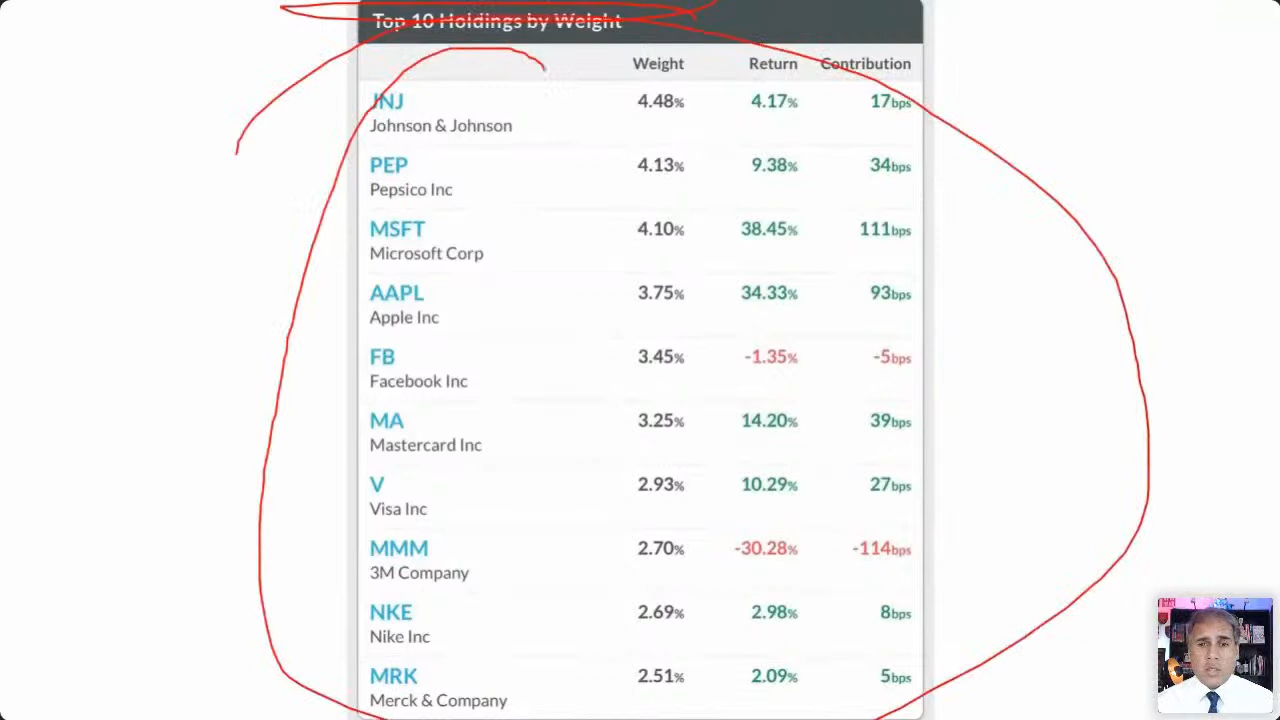 Top 10 Holdings by Weight
Weight Return Contribution
JNJ 4.48% 4.17% 17bps
Johnson & Johnson
PEP 4.13% 9.38% 34bps
Pepsico Inc
MSFT 4.10% 38.45% 111bps
Microsoft Corp
AAPL 3.75% 34.33% 93bps
Apple Inc
FB 3.45% -1.35% -5bps
Facebook Inc
MA 3.25% 14.20% 39bps
Mastercard Inc
V 2.93% 10.29% 27bps
Visa Inc
MMM 2.70% -30.28% -114bps
3M Company
NKE 2.69% 2.98% 8bps
Nike Inc
MRK 2.51% 2.09% 5bps
Merck & Company